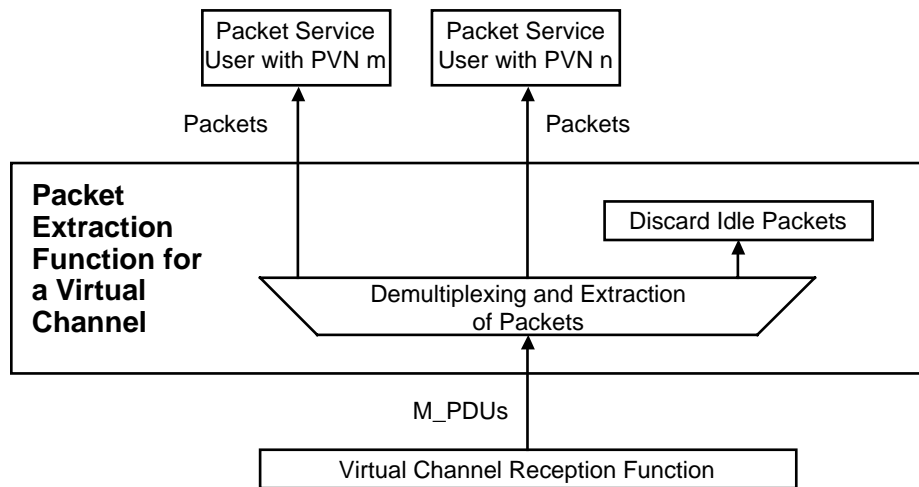 Packet Service
User with PVN m
Packet Service
User with PVN n
Packets
Packets
Packet
Extraction
Function for
a Virtual
Channel
Discard Idle Packets
Demultiplexing and Extraction
of Packets
M_PDUs
Virtual Channel Reception Function